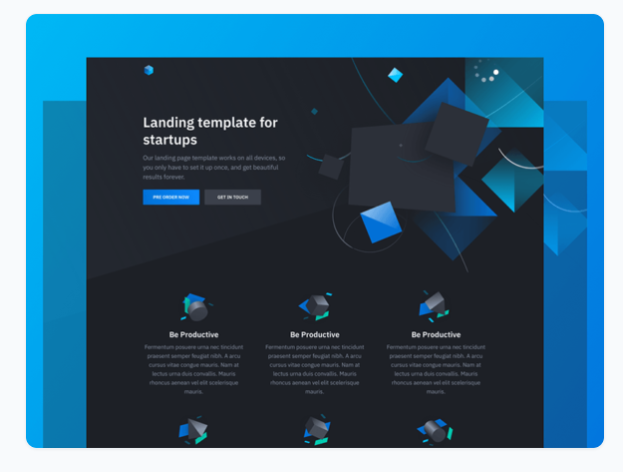 Landing template for
startups
Our landing page template works on all devices, so
you only have to set it up once, and get beautiful
results forever.
PRE ORDER NOW GET IN TOUCH
Be Productive Be Productive Be Productive
Fermentum posuere urna nec tincidunt
praesent semper feugiat nibh. A arcu
cursus vitae congue mauris. Nam at
lectus urna duis convallis. Mauris
rhoncus aenean vel elit scelerisque
mauris.
Fermentum posuere urna nec tincidunt
praesent semper feugiat nibh. A arcu
cursus vitae congue mauris. Nam at
lectus urna duis convallis. Mauris
rhoncus aenean vel elit scelerisque
mauris.
Fermentum posuere urna nec tincidunt
praesent semper feugiat nibh. A arcu
cursus vitae congue mauris. Nam at
lectus urna duis convallis. Mauris
rhoncus aenean vel elit scelerisque
mauris.